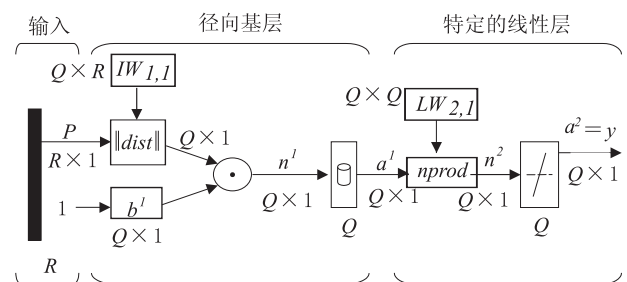 输入
径向基层
特定的线性层
Q×R
IW1,1
Q×Q
LW2,1
P
R×1
||dist||
Q×1
n¹
Q×1
a¹
Q×1
nprod
n²
Q×1
a²=y
Q×1
1
b¹
Q×1
Q
Q
R